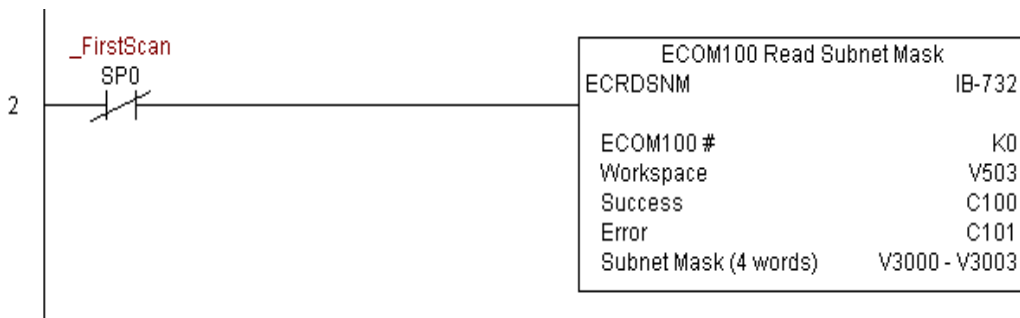 _FirstScan
SP0
2
ECOM100 Read Subnet Mask
ECRDSNM IB-732
ECOM100 # K0
Workspace V503
Success C100
Error C101
Subnet Mask (4 words) V3000 - V3003